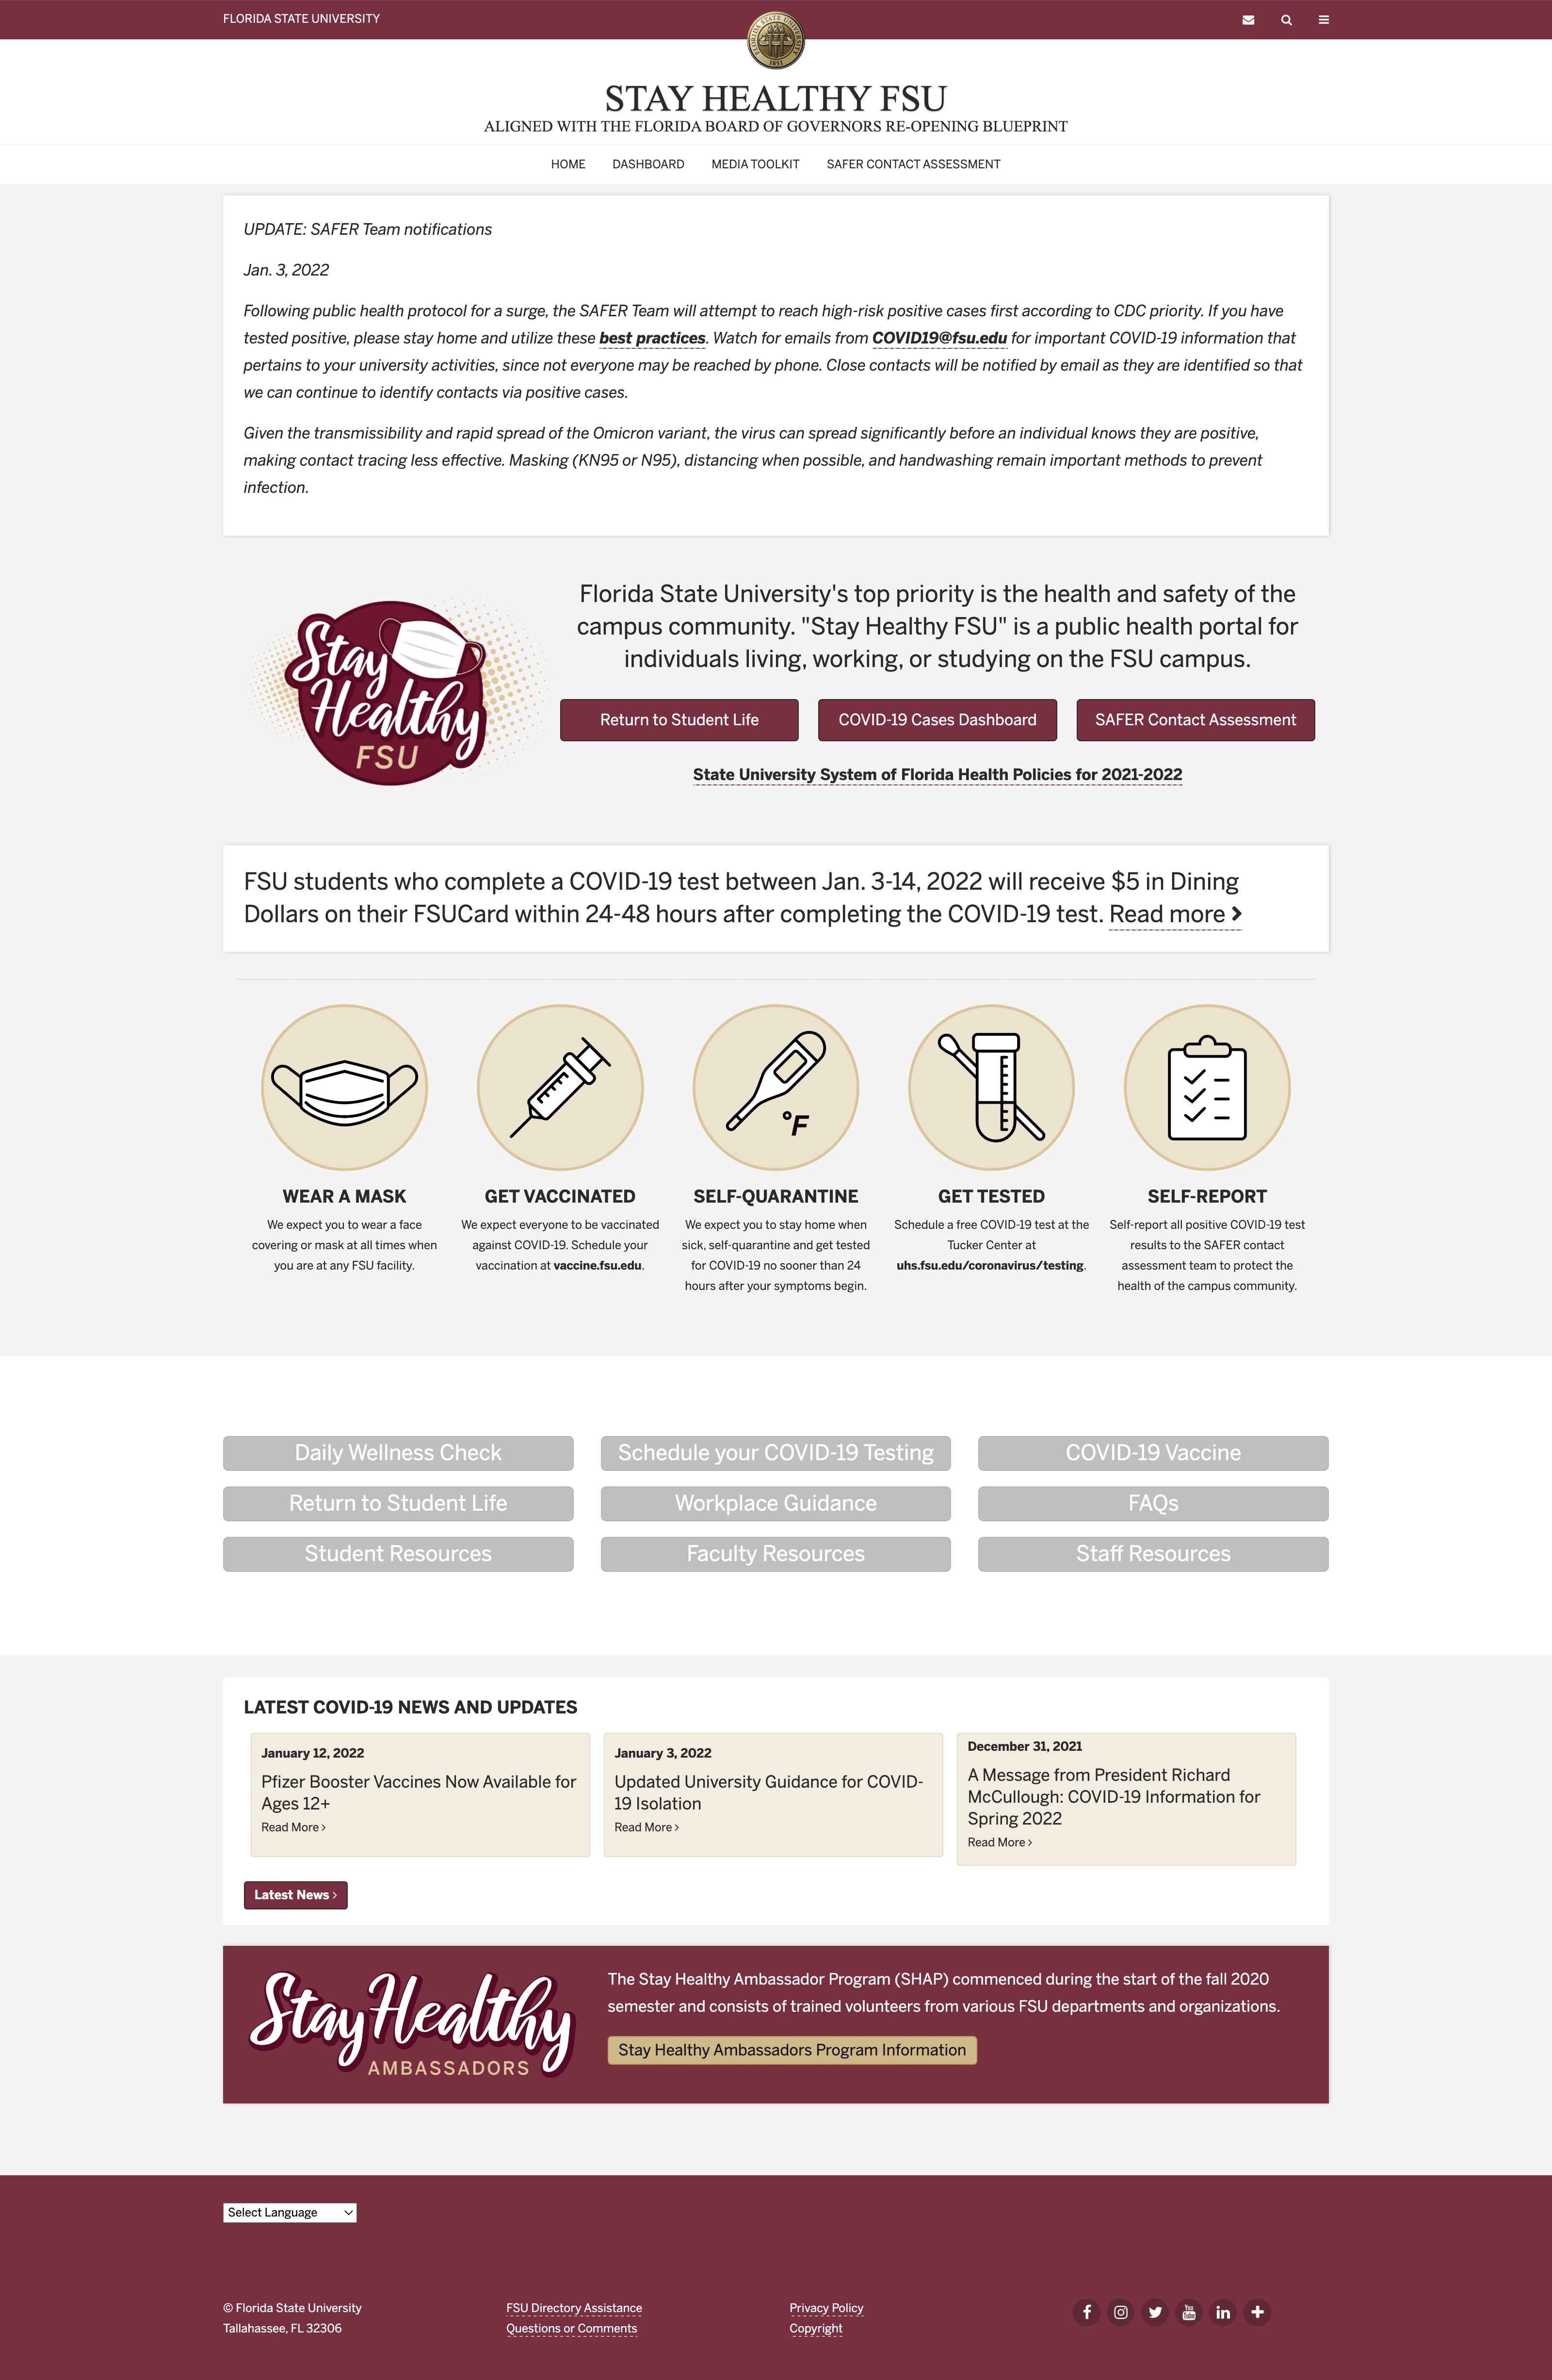 FLORIDA STATE UNIVERSITY
FLORIDA STATE UNIVERSITY
1851
STAY HEALTHY FSU
ALIGNED WITH THE FLORIDA BOARD OF GOVERNORS RE-OPENING BLUEPRINT
HOME DASHBOARD MEDIA TOOLKIT SAFER CONTACT ASSESSMENT
UPDATE: SAFER Team notifications
Jan. 3, 2022
Following public health protocol for a surge, the SAFER Team will attempt to reach high-risk positive cases first according to CDC priority. If you have
tested positive, please stay home and utilize these best practices. Watch for emails from COVID19@fsu.edu for important COVID-19 information that
pertains to your university activities, since not everyone may be reached by phone. Close contacts will be notified by email as they are identified so that
we can continue to identify contacts via positive cases.
Given the transmissibility and rapid spread of the Omicron variant, the virus can spread significantly before an individual knows they are positive,
making contact tracing less effective. Masking (KN95 or N95), distancing when possible, and handwashing remain important methods to prevent
infection.
Stay
Healthy
FSU
Florida State University's top priority is the health and safety of the
campus community. "Stay Healthy FSU" is a public health portal for
individuals living, working, or studying on the FSU campus.
Return to Student Life
COVID-19 Cases Dashboard
SAFER Contact Assessment
State University System of Florida Health Policies for 2021-2022
FSU students who complete a COVID-19 test between Jan. 3-14, 2022 will receive $5 in Dining
Dollars on their FSUCard within 24-48 hours after completing the COVID-19 test. Read more >
°F
WEAR A MASK
We expect you to wear a face
covering or mask at all times when
you are at any FSU facility.
GET VACCINATED
We expect everyone to be vaccinated
against COVID-19. Schedule your
vaccination at vaccine.fsu.edu.
SELF-QUARANTINE
We expect you to stay home when
sick, self-quarantine and get tested
for COVID-19 no sooner than 24
hours after your symptoms begin.
GET TESTED
Schedule a free COVID-19 test at the
Tucker Center at
uhs.fsu.edu/coronavirus/testing.
SELF-REPORT
Self-report all positive COVID-19 test
results to the SAFER contact
assessment team to protect the
health of the campus community.
Daily Wellness Check
Schedule your COVID-19 Testing
COVID-19 Vaccine
Return to Student Life
Workplace Guidance
FAQs
Student Resources
Faculty Resources
Staff Resources
LATEST COVID-19 NEWS AND UPDATES
January 12, 2022
Pfizer Booster Vaccines Now Available for
Ages 12+
Read More >
January 3, 2022
Updated University Guidance for COVID-
19 Isolation
Read More >
December 31, 2021
A Message from President Richard
McCullough: COVID-19 Information for
Spring 2022
Read More >
Latest News >
Stay Healthy
AMBASSADORS
The Stay Healthy Ambassador Program (SHAP) commenced during the start of the fall 2020
semester and consists of trained volunteers from various FSU departments and organizations.
Stay Healthy Ambassadors Program Information
Select Language
© Florida State University
Tallahassee, FL 32306
FSU Directory Assistance
Questions or Comments
Privacy Policy
Copyright
You
Tube
in